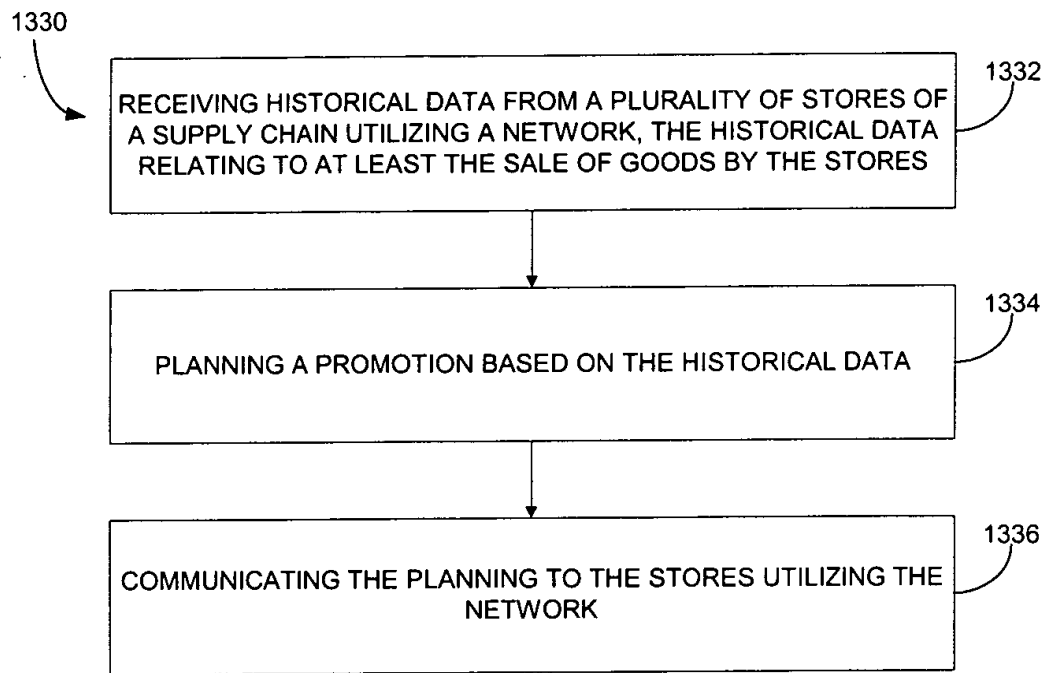 1330
1332
RECEIVING HISTORICAL DATA FROM A PLURALITY OF STORES OF
A SUPPLY CHAIN UTILIZING A NETWORK, THE HISTORICAL DATA
RELATING TO AT LEAST THE SALE OF GOODS BY THE STORES
1334
PLANNING A PROMOTION BASED ON THE HISTORICAL DATA
1336
COMMUNICATING THE PLANNING TO THE STORES UTILIZING THE
NETWORK